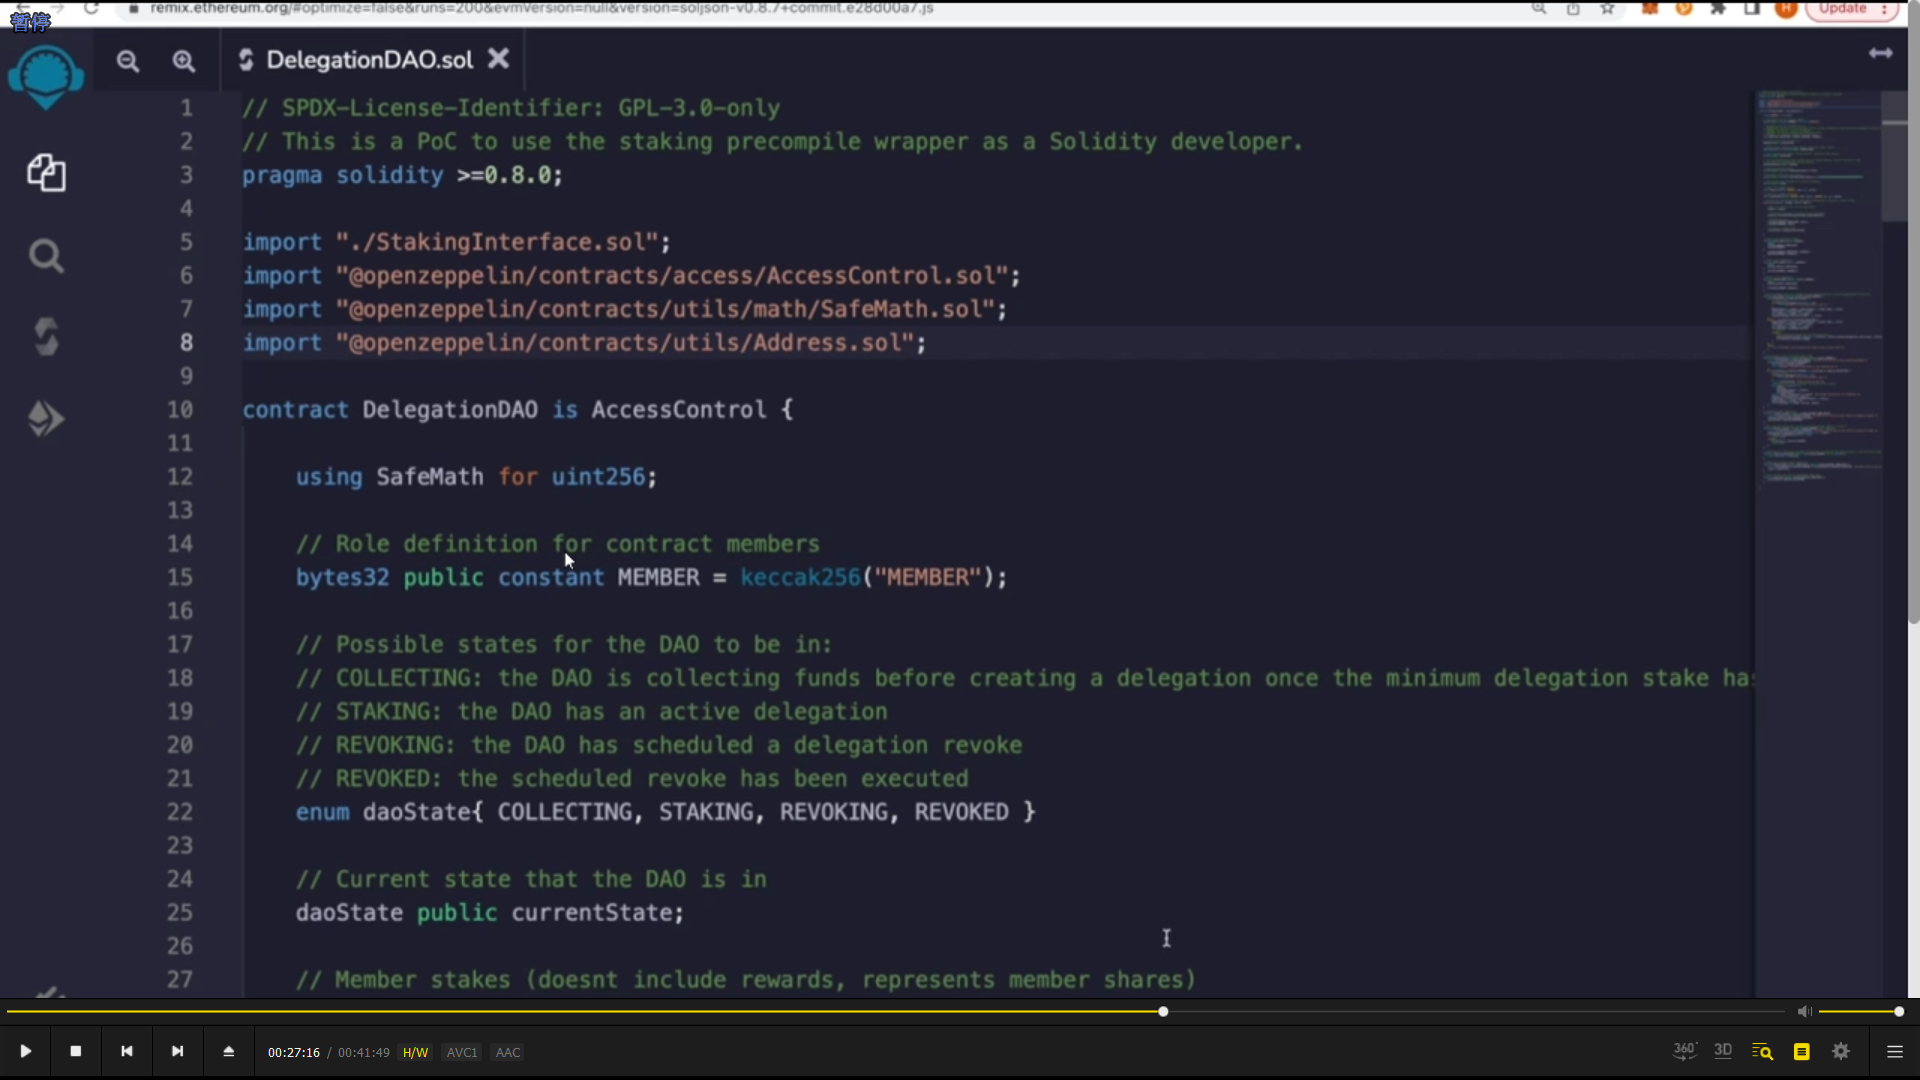 暂停
remix.ethereum.org/#optimize=false&runs=200&evmVersion=null&version=soljson-v0.8.7+commit.e28d00a7.js
H
Update
DelegationDAO.sol
1 // SPDX-License-Identifier: GPL-3.0-only
2 // This is a PoC to use the staking precompile wrapper as a Solidity developer.
3 pragma solidity >=0.8.0;
4
5 import "./StakingInterface.sol";
6 import "@openzeppelin/contracts/access/AccessControl.sol";
7 import "@openzeppelin/contracts/utils/math/SafeMath.sol";
8 import "@openzeppelin/contracts/utils/Address.sol";
9
10 contract DelegationDAO is AccessControl {
11
12 using SafeMath for uint256;
13
14 // Role definition for contract members
15 bytes32 public constant MEMBER = keccak256("MEMBER");
16
17 // Possible states for the DAO to be in:
18 // COLLECTING: the DAO is collecting funds before creating a delegation once the minimum delegation stake has
19 // STAKING: the DAO has an active delegation
20 // REVOKING: the DAO has scheduled a delegation revoke
21 // REVOKED: the scheduled revoke has been executed
22 enum daoState{ COLLECTING, STAKING, REVOKING, REVOKED }
23
24 // Current state that the DAO is in
25 daoState public currentState;
26
27 // Member stakes (doesnt include rewards, represents member shares)
00:27:16 / 00:41:49 H/W AVC1 AAC
360° 3D